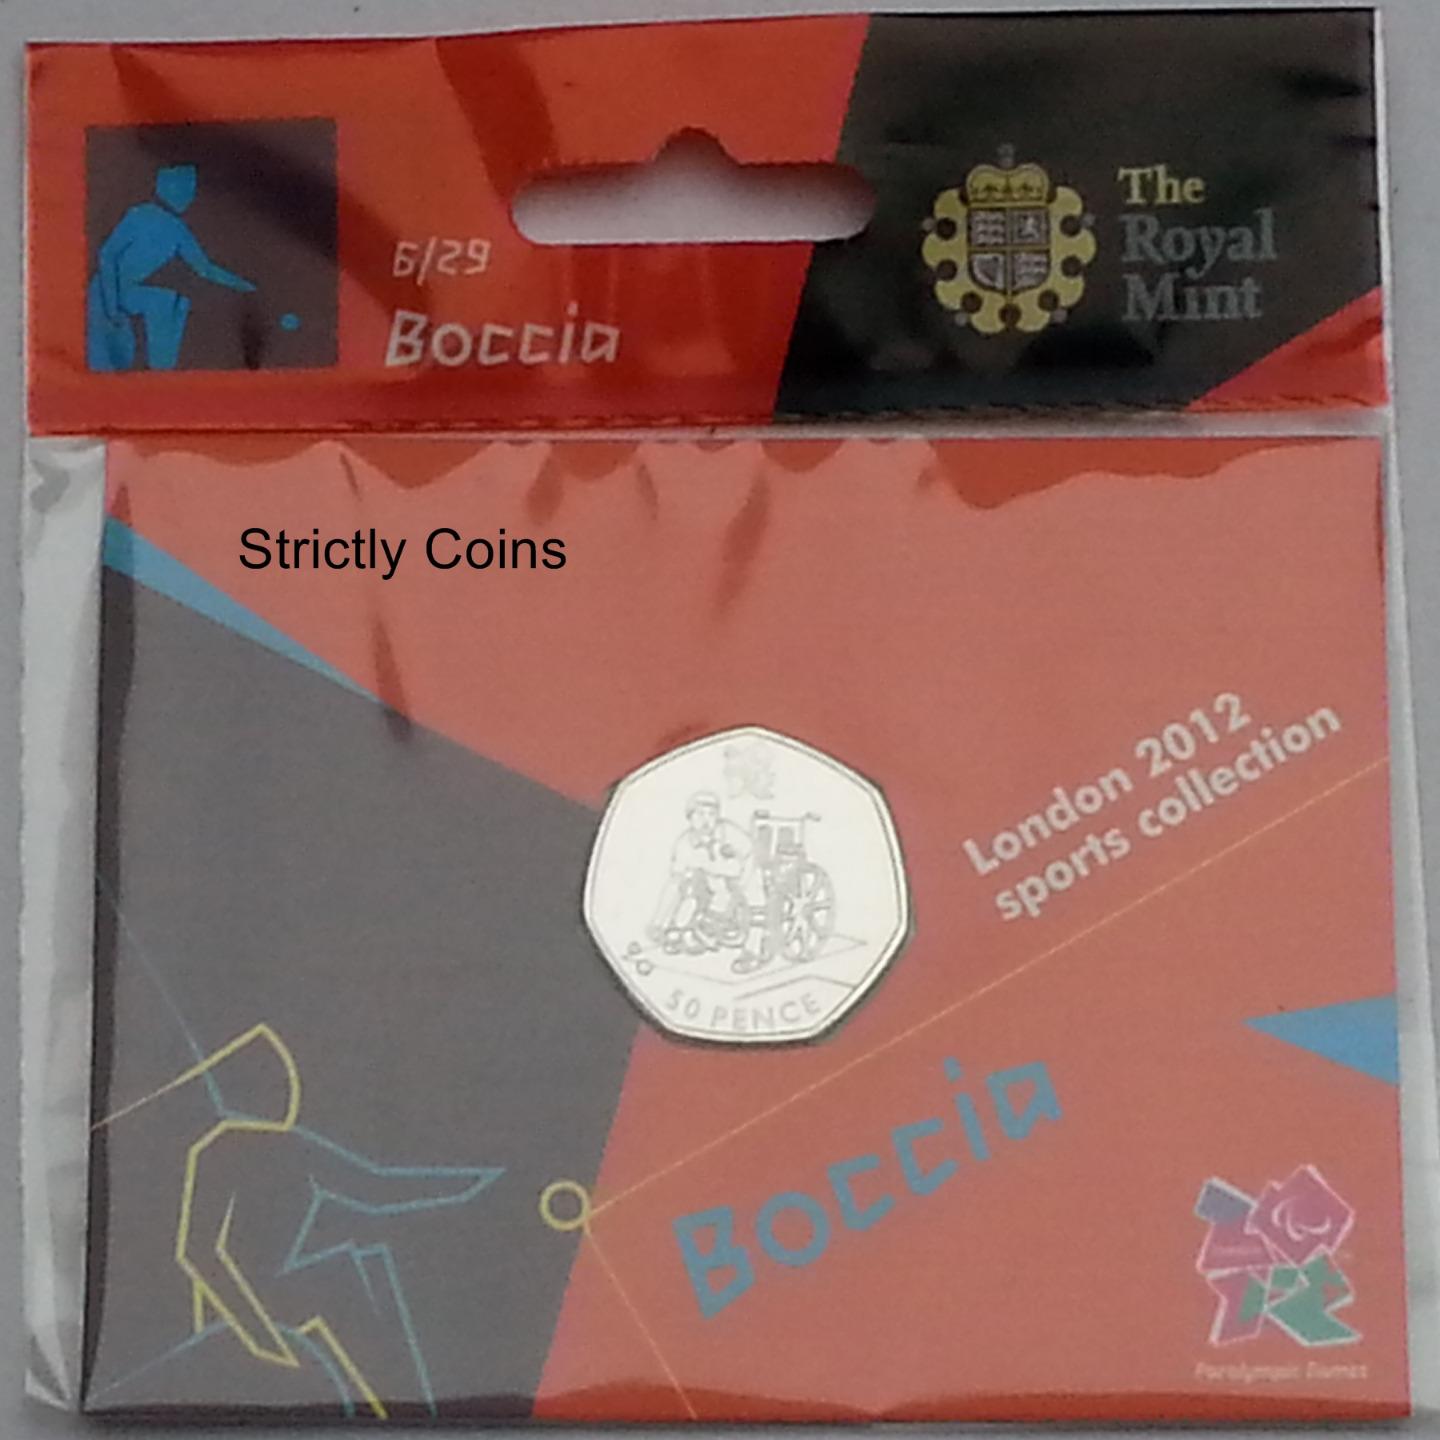 The
Royal
Mint
6/29
Boccia
Strictly Coins
London 2012
sports collection
50 PENCE
Boccia
Paralympic Games